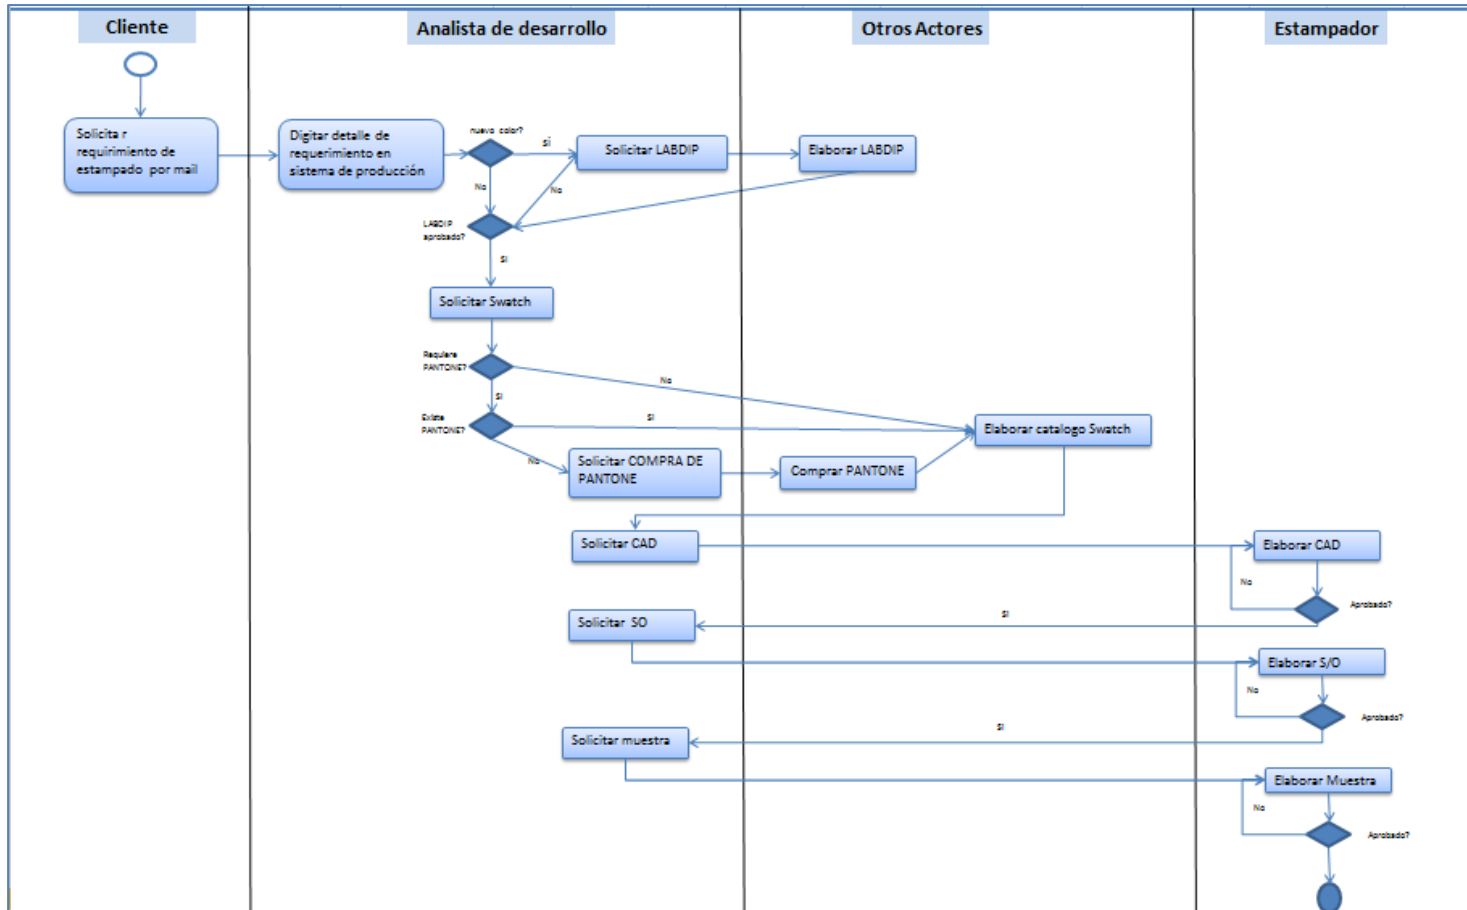 Cliente
Analista de desarrollo
Otros Actores
Estampador
Solicita r
requirimiento de
estampado por mail
Digitar detalle de
requerimiento en
sistema de producción
nuevo color?
SÍ
Solicitar LABDIP
Elaborar LABDIP
No
No
LABDIP
aprobado?
SI
Solicitar Swatch
Requiere
PANTONE?
No
SI
Existe
PANTONE?
SI
Elaborar catalogo Swatch
No
Solicitar COMPRA DE
PANTONE
Comprar PANTONE
Solicitar CAD
Elaborar CAD
No
Aprobado?
SI
Solicitar SO
Elaborar S/O
No
Aprobado?
SI
Solicitar muestra
Elaborar Muestra
No
Aprobado?